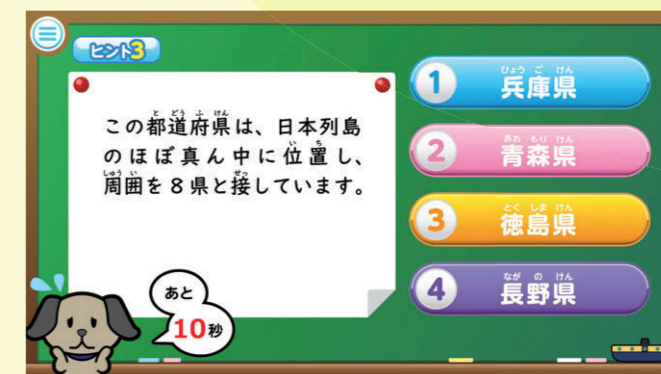 ヒント3
この都道府県は、日本列島
のほぼ真ん中に位置し、
周囲を8県と接しています。
1 兵庫県
2 青森県
3 徳島県
4 長野県
あと
10秒